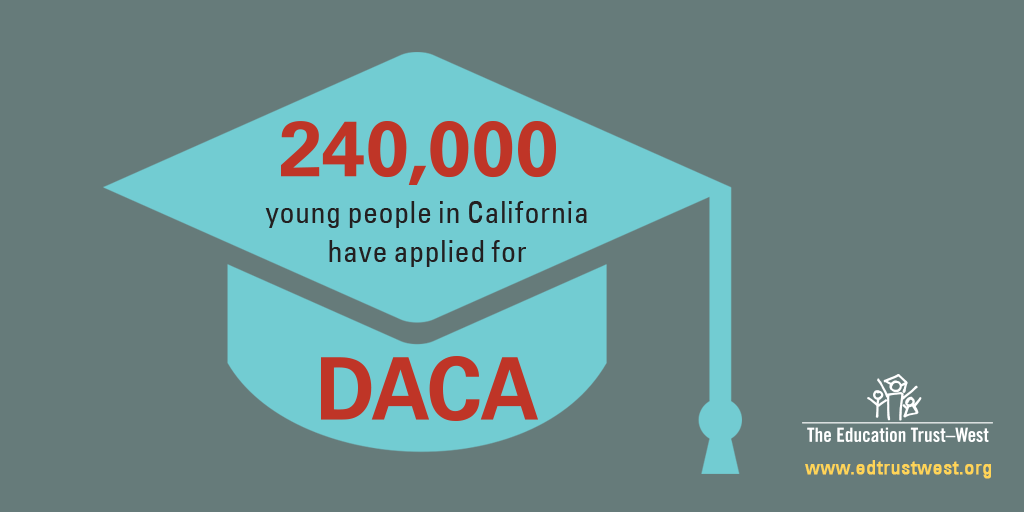 240,000
young people in California
have applied for
DACA
The Education Trust–West
www.edtrustwest.org